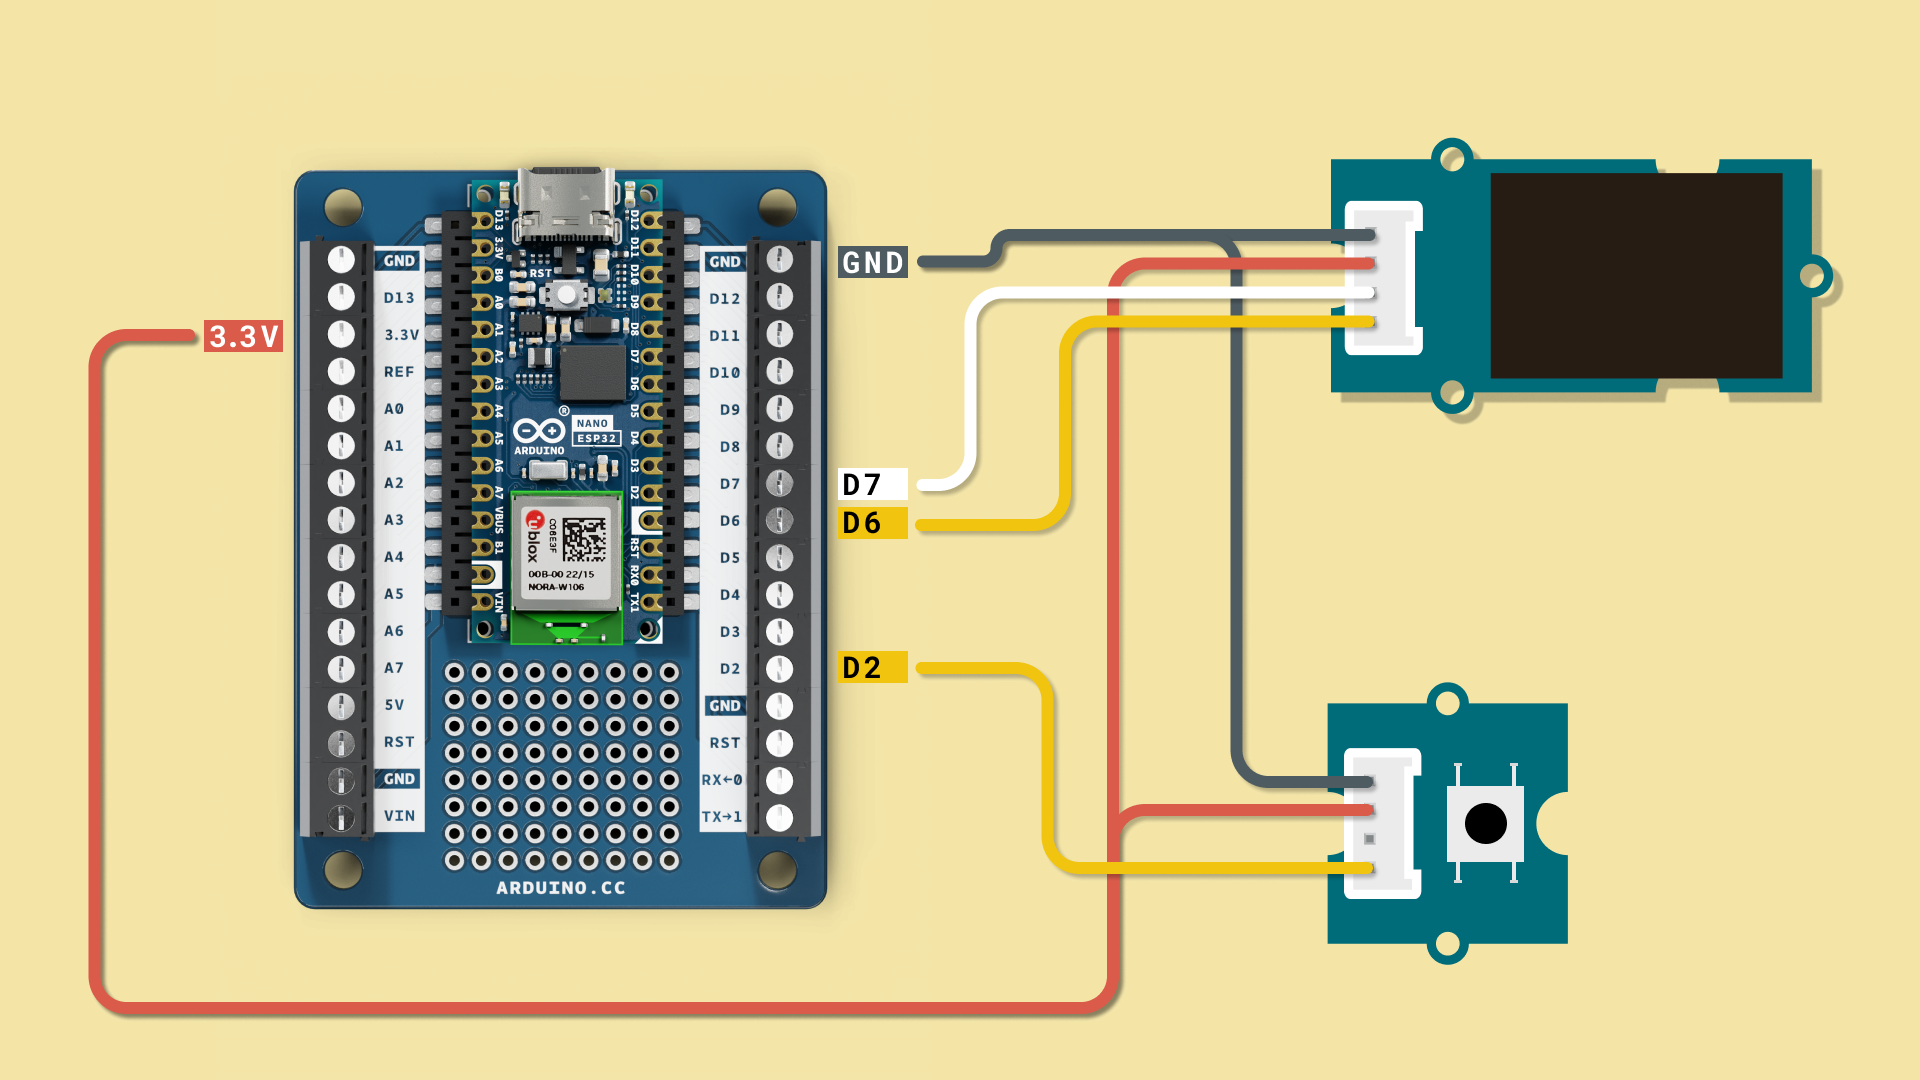 3.3V
GND
D13
3.3V
REF
A0
A1
A2
A3
A4
A5
A6
A7
5V
RST
GND
VIN
D13
3.3V
B0
A0
A1
A2
A3
A4
A5
A6
A7
VBUS
B1
VIN
RST
®
NANO
ESP32
ARDUINO
ublox
C06E3F
00B-00 22/15
NORA-W106
D12
D11
D10
D9
D8
D7
D6
D5
D4
D3
D2
RST
RX0
TX1
GND
D12
D11
D10
D9
D8
D7
D6
D5
D4
D3
D2
GND
RST
RX←0
TX→1
ARDUINO.CC
GND
D7
D6
D2